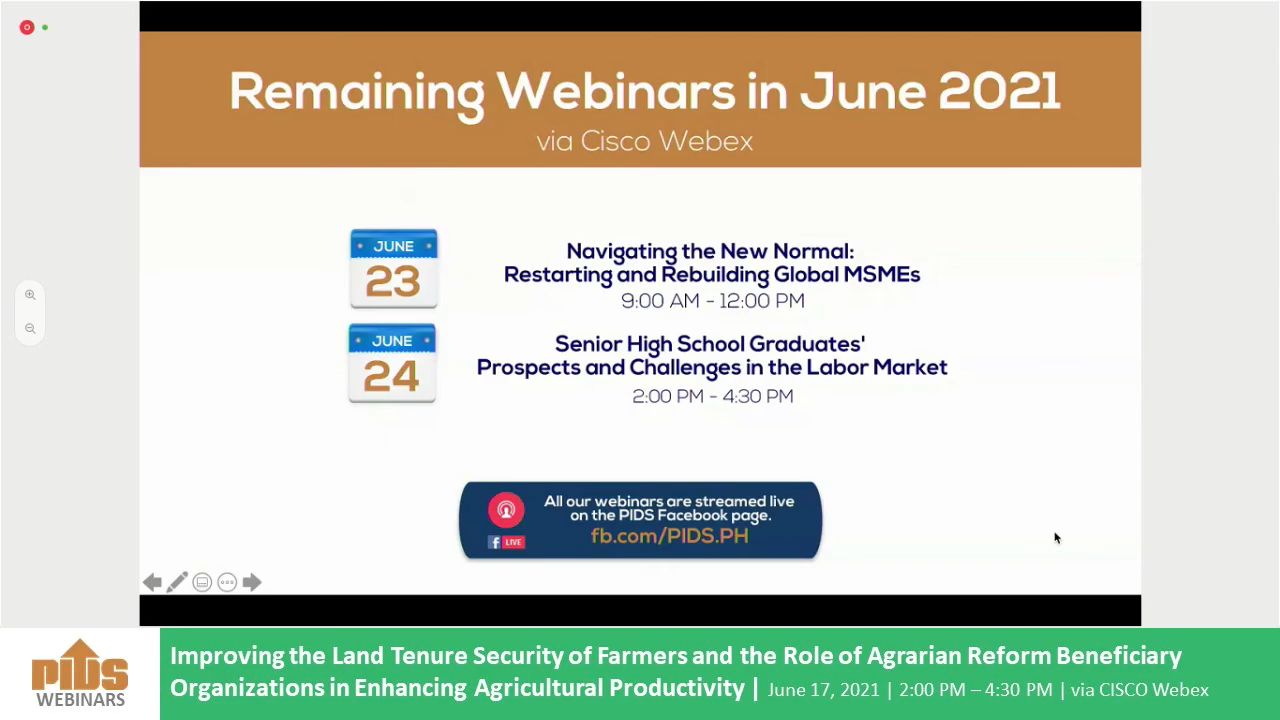 Remaining Webinars in June 2021
via Cisco Webex
JUNE
23
Navigating the New Normal:
Restarting and Rebuilding Global MSMEs
9:00 AM - 12:00 PM
JUNE
24
Senior High School Graduates'
Prospects and Challenges in the Labor Market
2:00 PM - 4:30 PM
All our webinars are streamed live
on the PIDS Facebook page.
fb.com/PIDS.PH
f LIVE
PIDS
WEBINARS
Improving the Land Tenure Security of Farmers and the Role of Agrarian Reform Beneficiary
Organizations in Enhancing Agricultural Productivity | June 17, 2021 | 2:00 PM – 4:30 PM | via CISCO Webex